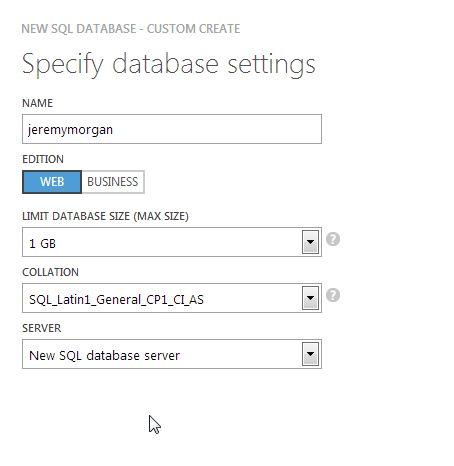 NEW SQL DATABASE - CUSTOM CREATE
Specify database settings
NAME
jeremymorgan
EDITION
WEB BUSINESS
LIMIT DATABASE SIZE (MAX SIZE)
1 GB
?
COLLATION
SQL_Latin1_General_CP1_CI_AS
?
SERVER
New SQL database server